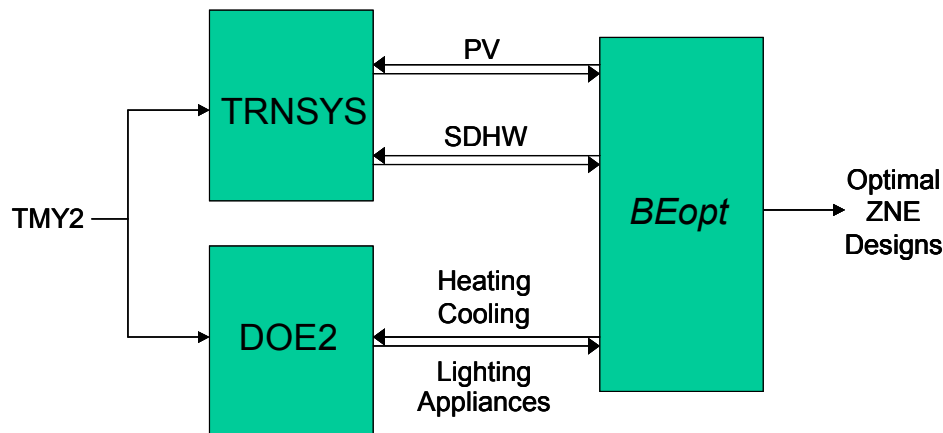 TMY2
TRNSYS
DOE2
PV
SDHW
Heating
Cooling
Lighting
Appliances
BEopt
Optimal
ZNE
Designs